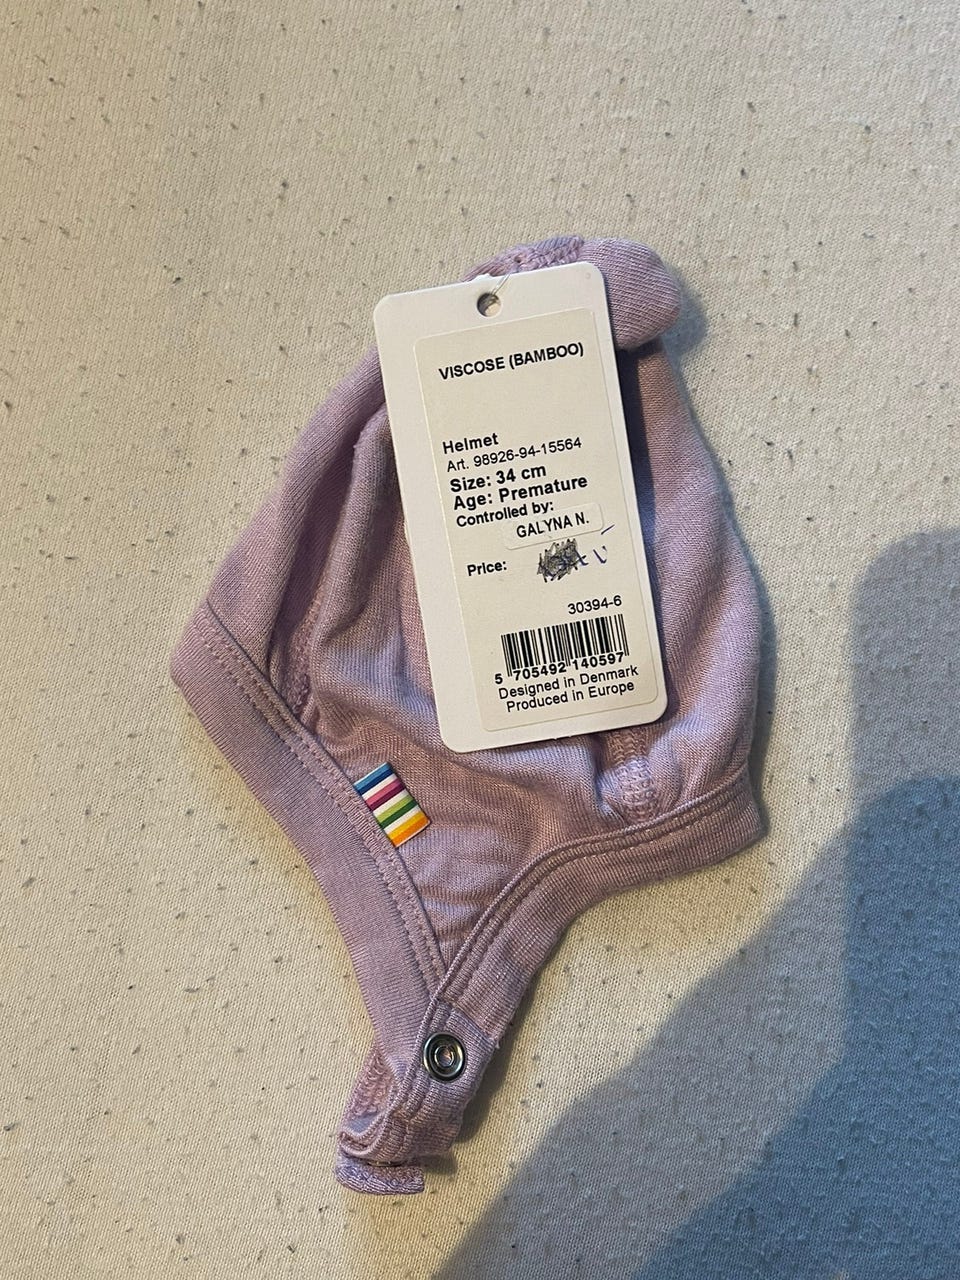 VISCOSE (BAMBOO)
Helmet
Art. 98926-94-15564
Size: 34 cm
Age: Premature
Controlled by:
GALYNA N.
Price:
30394-6
5 705492 140597
Designed in Denmark
Produced in Europe